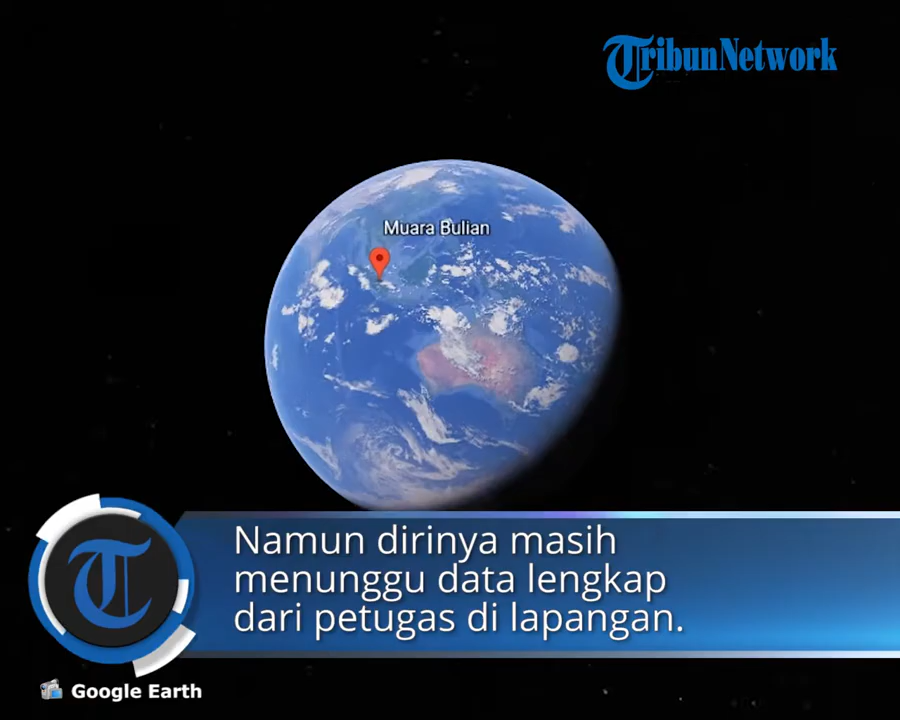 TribunNetwork
Muara Bulian
Namun dirinya masih
menunggu data lengkap
dari petugas di lapangan.
T
Google Earth